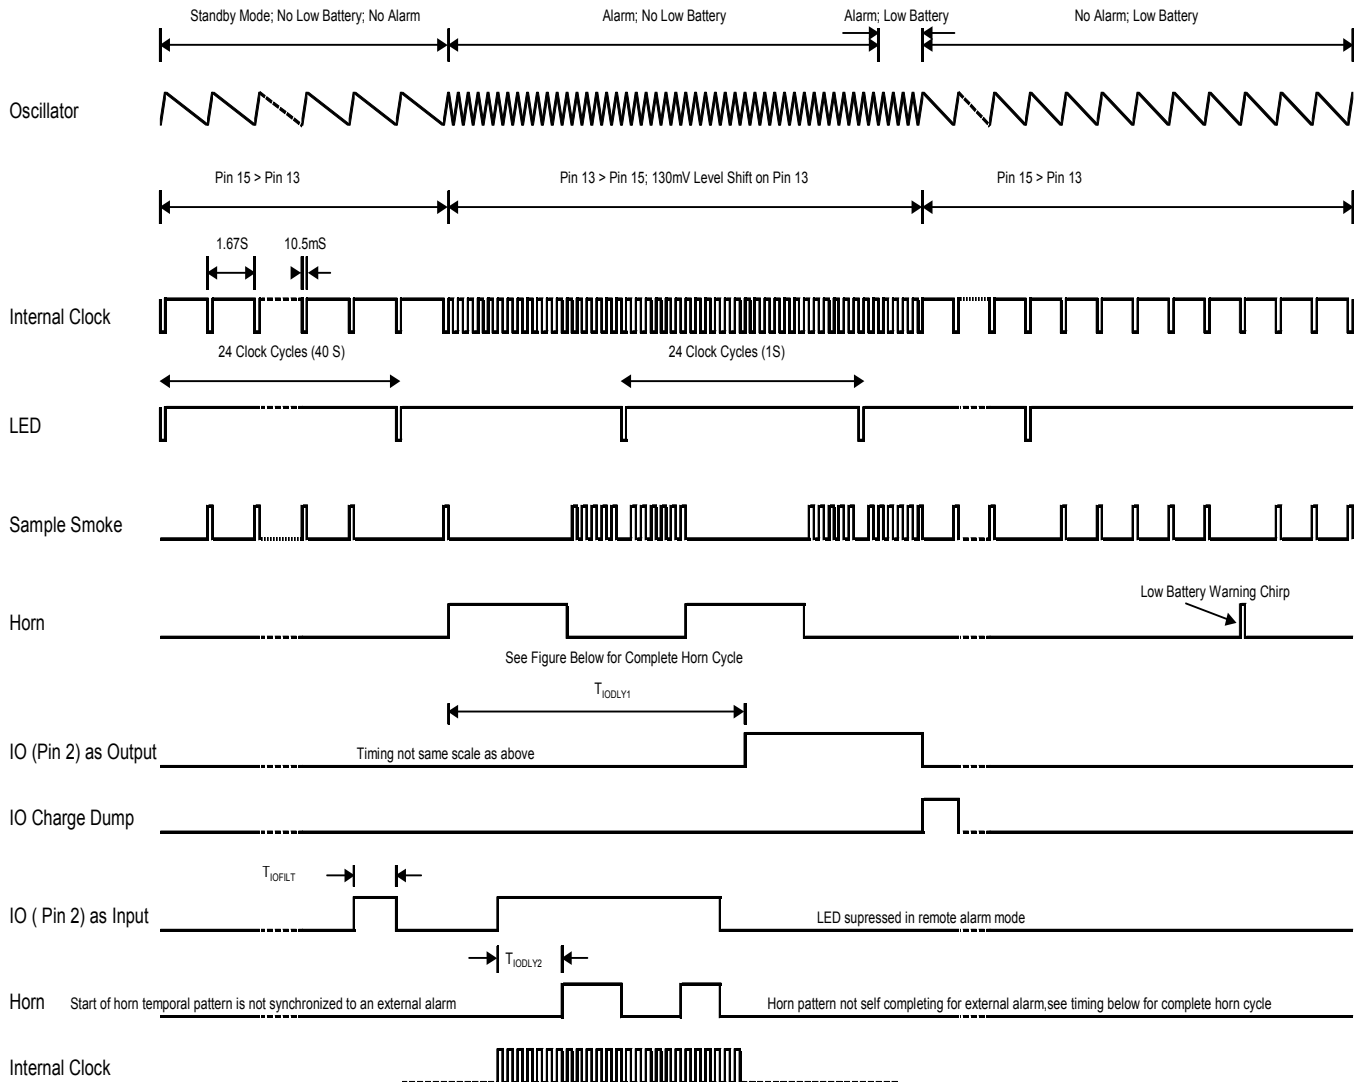 Standby Mode; No Low Battery; No Alarm
Alarm; No Low Battery
Alarm; Low Battery
No Alarm; Low Battery
Oscillator
Pin 15 > Pin 13
Pin 13 > Pin 15; 130mV Level Shift on Pin 13
Pin 15 > Pin 13
1.67S
10.5mS
Internal Clock
24 Clock Cycles (40 S)
24 Clock Cycles (1S)
LED
Sample Smoke
Low Battery Warning Chirp
Horn
See Figure Below for Complete Horn Cycle
TIODLY1
IO (Pin 2) as Output
Timing not same scale as above
IO Charge Dump
TIOFILT
IO ( Pin 2) as Input
LED supressed in remote alarm mode
TIODLY2
Horn
Start of horn temporal pattern is not synchronized to an external alarm
Horn pattern not self completing for external alarm,see timing below for complete horn cycle
Internal Clock